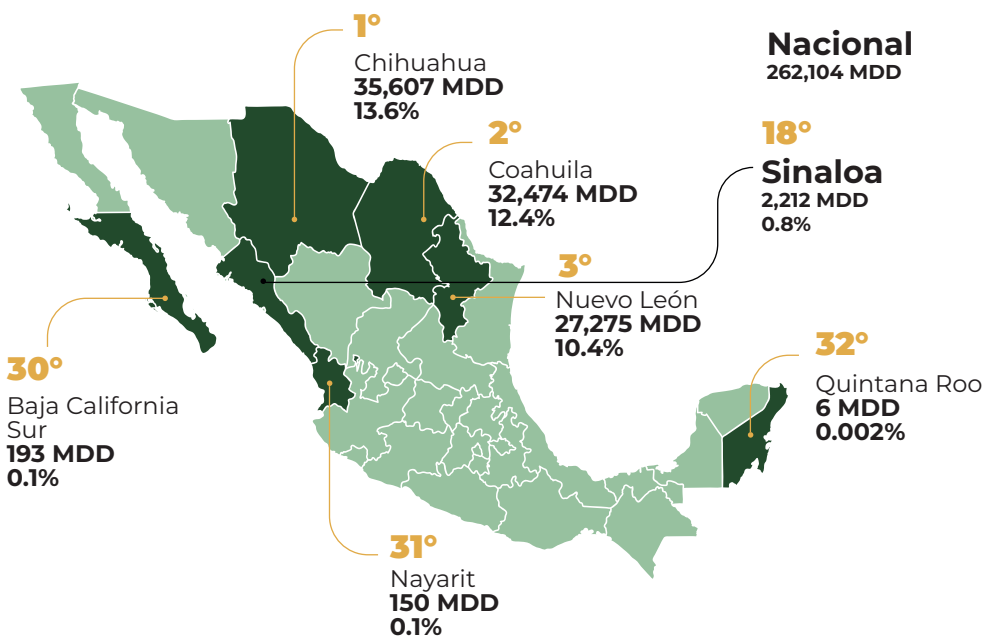 1°
Chihuahua
35,607 MDD
13.6%
Nacional
262,104 MDD
2°
Coahuila
32,474 MDD
12.4%
18°
Sinaloa
2,212 MDD
0.8%
3°
Nuevo León
27,275 MDD
10.4%
30°
Baja California
Sur
193 MDD
0.1%
32°
Quintana Roo
6 MDD
0.002%
31°
Nayarit
150 MDD
0.1%